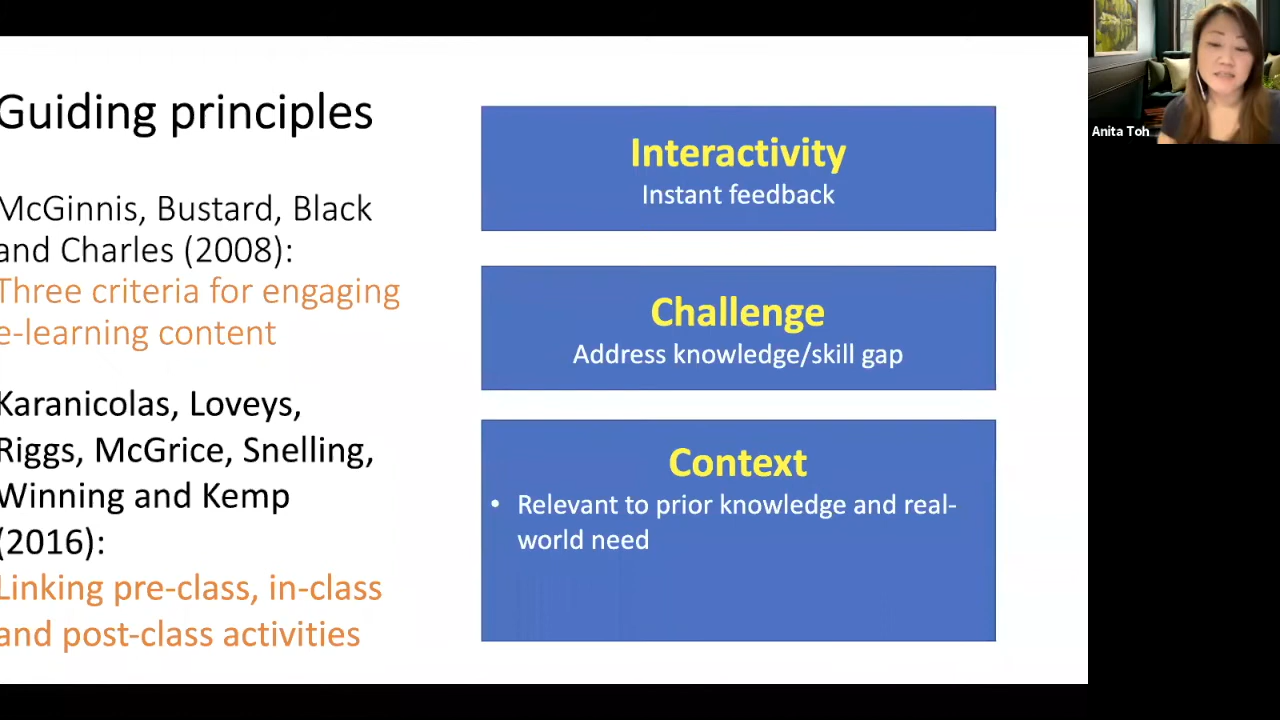 Guiding principles
McGinnis, Bustard, Black
and Charles (2008):
Three criteria for engaging
e-learning content
Karanicolas, Loveys,
Riggs, McGrice, Snelling,
Winning and Kemp
(2016):
Linking pre-class, in-class
and post-class activities
Interactivity
Instant feedback
Challenge
Address knowledge/skill gap
Context
• Relevant to prior knowledge and real-
world need
Anita Toh